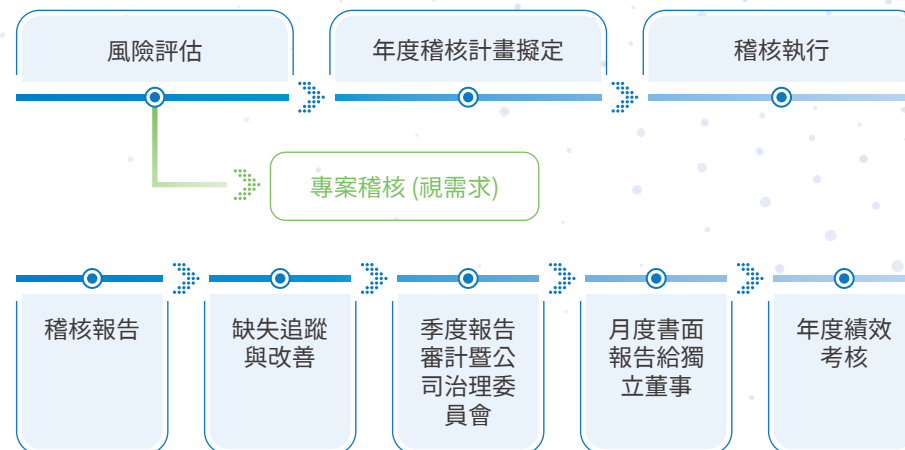 風險評估
年度稽核計畫擬定
稽核執行
專案稽核 (視需求)
稽核報告
缺失追蹤
與改善
季度報告
審計暨公
司治理委
員會
月度書面
報告給獨
立董事
年度績效
考核